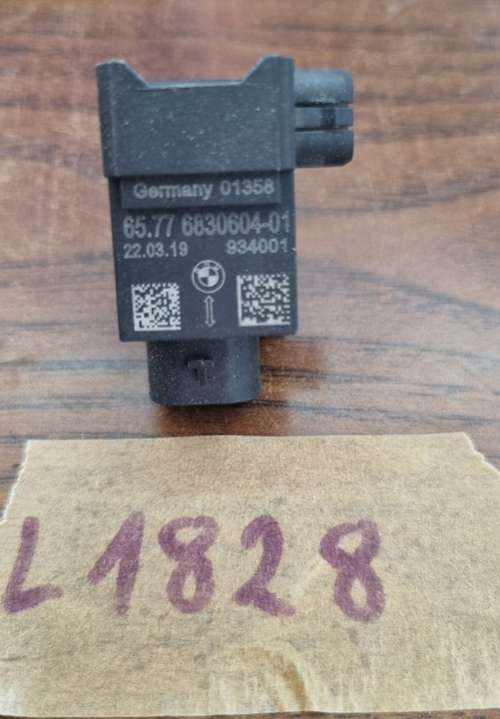 Germany 01358
65.77 6830604-01
22.03.19 934001
L1828